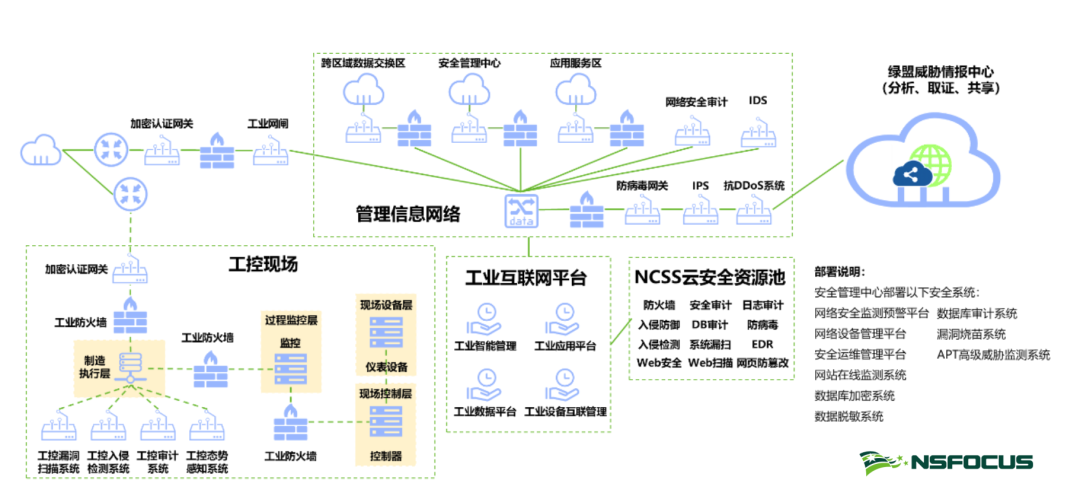 跨区域数据交换区
安全管理中心
应用服务区
网络安全审计
IDS
绿盟威胁情报中心
（分析、取证、共享）
加密认证网关
工业网闸
防病毒网关
IPS
抗DDoS系统
管理信息网络
data
工控现场
加密认证网关
工业防火墙
制造
执行层
工业防火墙
过程监控层
监控
现场设备层
仪表设备
现场控制层
控制器
工业防火墙
工控漏洞
扫描系统
工控入侵
检测系统
工控审计
系统
工控态势
感知系统
工业互联网平台
工业智能管理
工业应用平台
工业数据平台
工业设备互联管理
NCSS云安全资源池
防火墙 安全审计 日志审计
入侵防御 DB审计 防病毒
入侵检测 系统漏扫 EDR
Web安全 Web扫描 网页防篡改
部署说明：
安全管理中心部署以下安全系统：
网络安全监测预警平台 数据库审计系统
网络设备管理平台 漏洞烧苗系统
安全运维管理平台 APT高级威胁监测系统
网站在线监测系统
数据库加密系统
数据脱敏系统
NSFOCUS